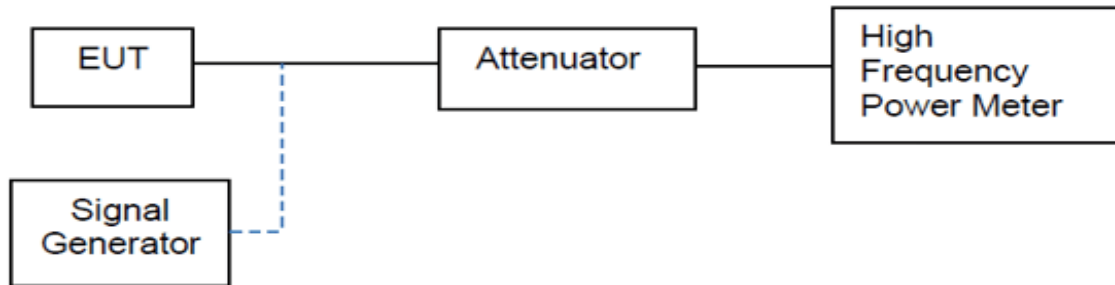 EUT
Attenuator
High
Frequency
Power Meter
Signal
Generator